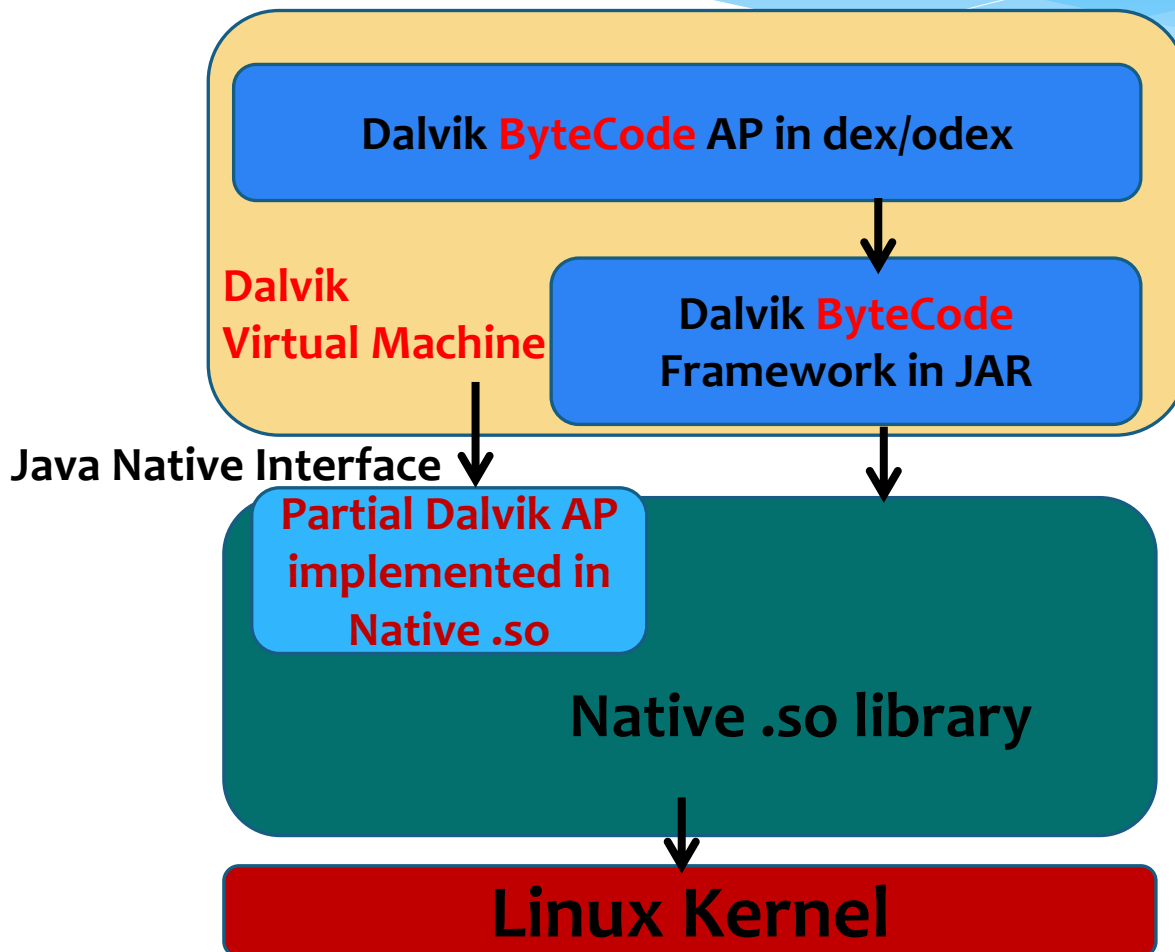 Dalvik ByteCode AP in dex/odex
Dalvik
Virtual Machine
Dalvik ByteCode
Framework in JAR
Java Native Interface
Partial Dalvik AP
implemented in
Native .so
Native .so library
Linux Kernel